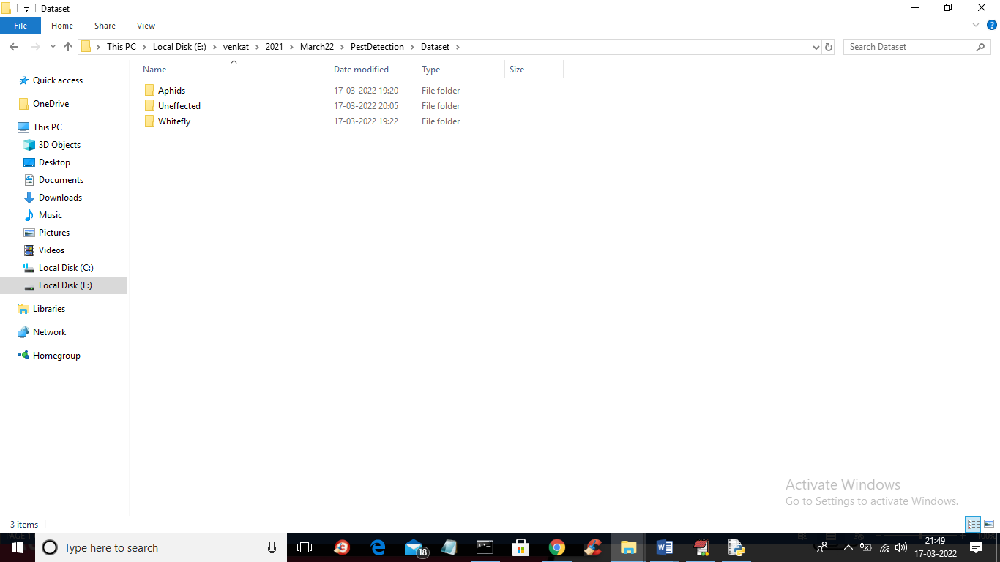 Dataset
File Home Share View
This PC Local Disk (E:) venkat 2021 March22 PestDetection Dataset
Search Dataset
Name Date modified Type Size
Aphids 17-03-2022 19:20 File folder
Uneffected 17-03-2022 20:05 File folder
Whitefly 17-03-2022 19:22 File folder
Quick access
OneDrive
This PC
3D Objects
Desktop
Documents
Downloads
Music
Pictures
Videos
Local Disk (C:)
Local Disk (E:)
Libraries
Network
Homegroup
Activate Windows
Go to Settings to activate Windows.
3 items
PAGE 1
100%
Type here to search
18
21:49
17-03-2022